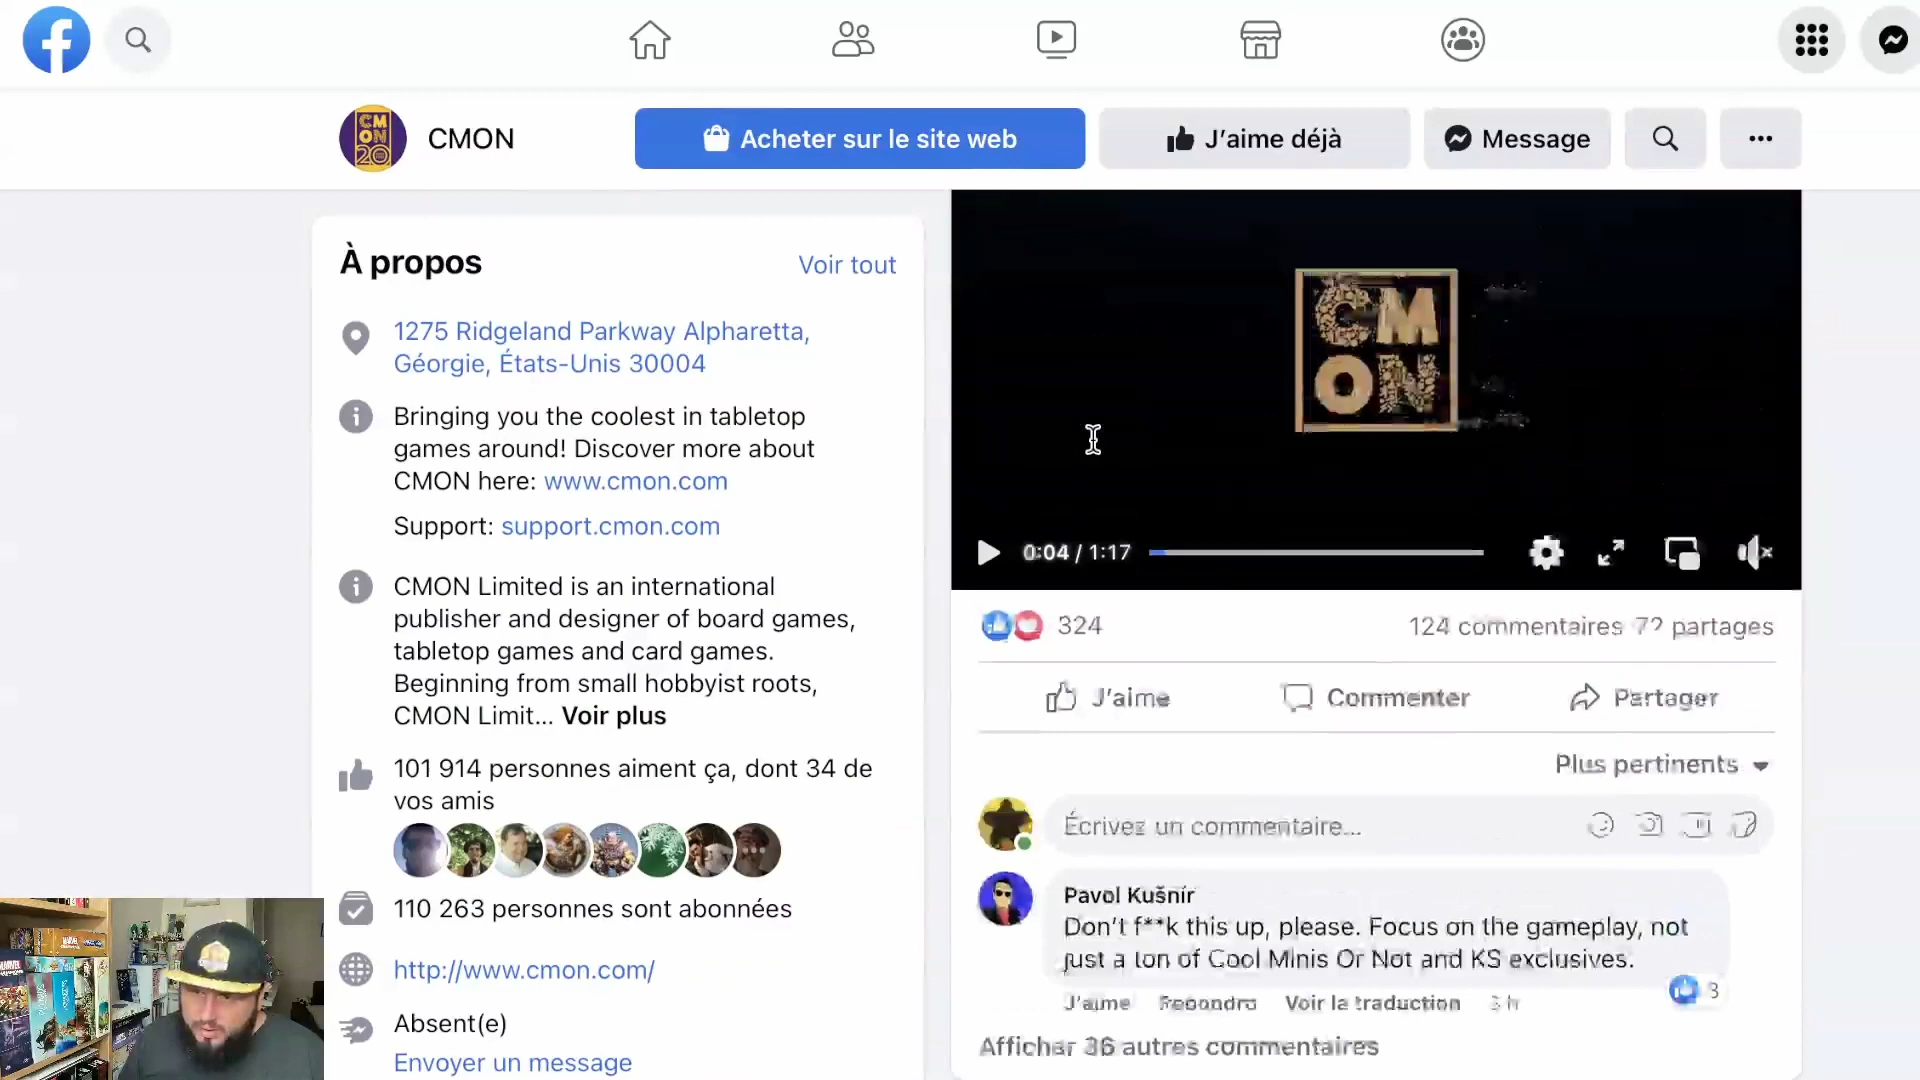 CMON 20
CMON
Acheter sur le site web
J'aime déjà
Message
À propos
Voir tout
1275 Ridgeland Parkway Alpharetta,
Géorgie, États-Unis 30004
Bringing you the coolest in tabletop
games around! Discover more about
CMON here: www.cmon.com
Support: support.cmon.com
CMON Limited is an international
publisher and designer of board games,
tabletop games and card games.
Beginning from small hobbyist roots,
CMON Limit... Voir plus
101 914 personnes aiment ça, dont 34 de
vos amis
110 263 personnes sont abonnées
http://www.cmon.com/
Absent(e)
Envoyer un message
CM
ON
0:04 / 1:17
324
124 commentaires 72 partages
J'aime
Commenter
Partager
Plus pertinents
Écrivez un commentaire...
Pavol Kušnír
Don't f**k this up, please. Focus on the gameplay, not
just a ton of Cool Minis Or Not and KS exclusives.
3
J'aime Répondre Voir la traduction 3 h
Afficher 36 autres commentaires
MARVEL